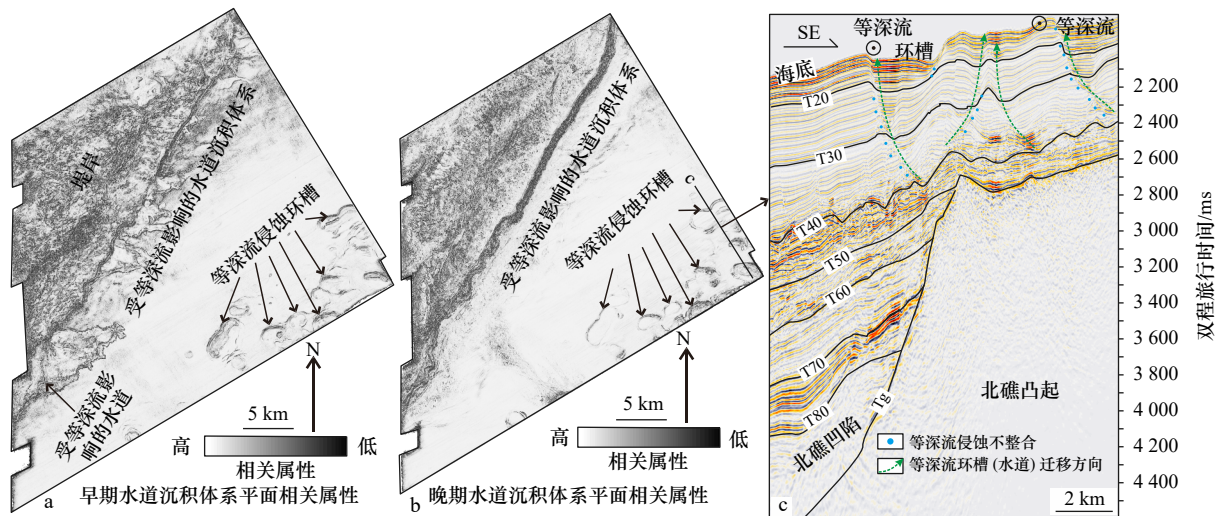 堤岸
受等深流影响的水道沉积体系
等深流侵蚀环槽
受等深流影
响的水道
N
5 km
高
低
相关属性
a
早期水道沉积体系平面相关属性
受等深流影响的水道沉积体系
等深流侵蚀环槽
c
N
5 km
高
低
相关属性
b
晚期水道沉积体系平面相关属性
SE
等深流
环槽
等深流
海底
T20
T30
T40
T50
T60
T70
T80
Tg
北礁凹陷
北礁凸起
等深流侵蚀不整合
等深流环槽 (水道) 迁移方向
c
2 km
2 200
2 400
2 600
2 800
3 000
3 200
3 400
3 600
3 800
4 000
4 200
4 400
双程旅行时间/ms